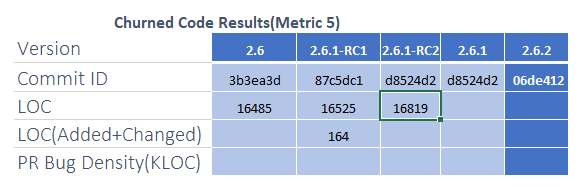 Churned Code Results(Metric 5)
Version 2.6 2.6.1-RC1 2.6.1-RC2 2.6.1 2.6.2
Commit ID 3b3ea3d 87c5dc1 d8524d2 d8524d2 06de412
LOC 16485 16525 16819
LOC(Added+Changed) 164
PR Bug Density(KLOC)